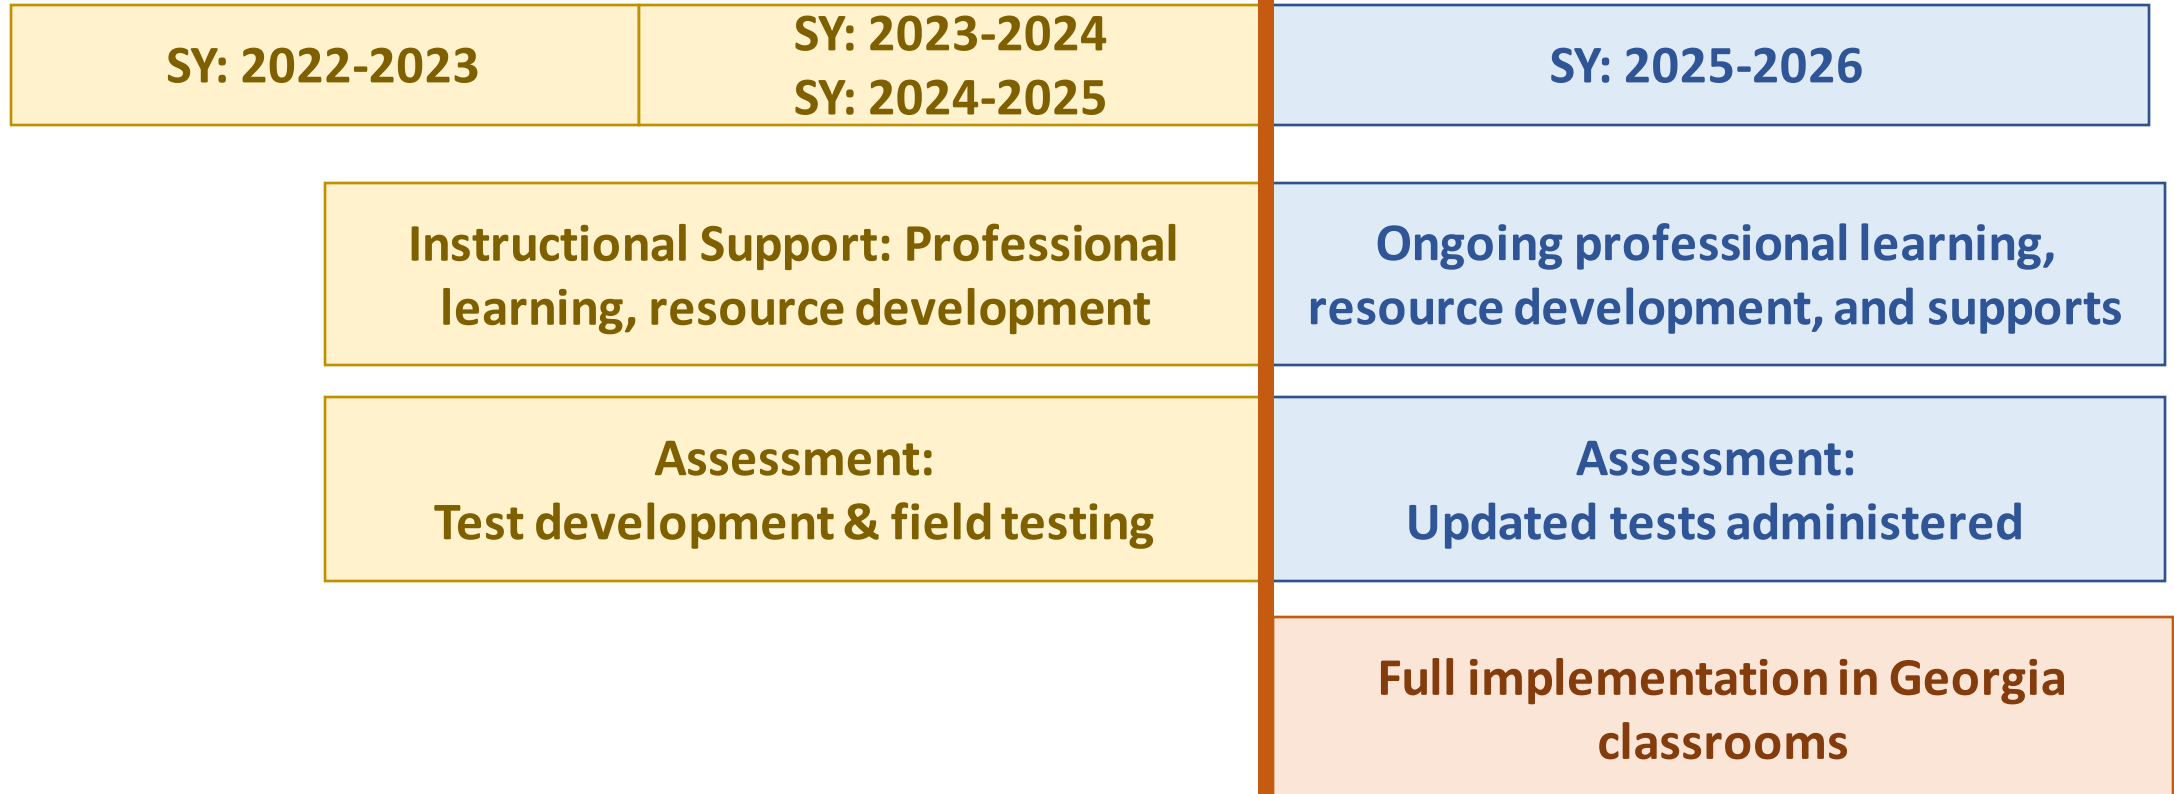 SY: 2022-2023
SY: 2023-2024
SY: 2024-2025
SY: 2025-2026
Instructional Support: Professional
learning, resource development
Ongoing professional learning,
resource development, and supports
Assessment:
Test development & field testing
Assessment:
Updated tests administered
Full implementation in Georgia
classrooms